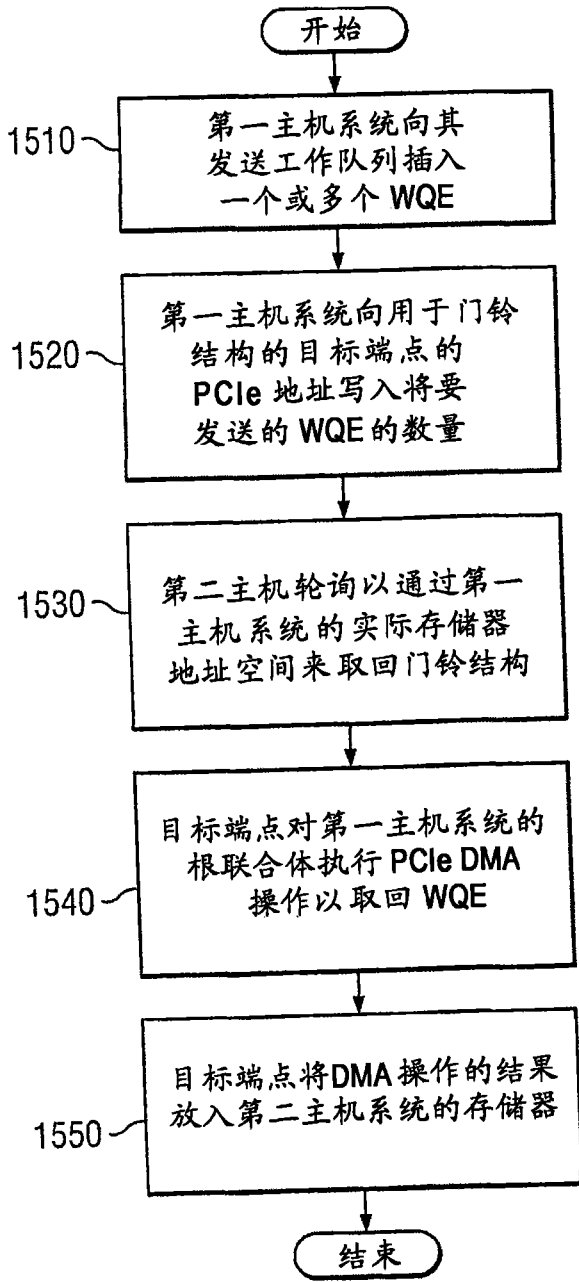 开始
1510
第一主机系统向其
发送工作队列插入
一个或多个 WQE
1520
第一主机系统向用于门铃
结构的目标端点的
PCIe 地址写入将要
发送的 WQE 的数量
1530
第二主机轮询以通过第一
主机系统的实际存储器
地址空间来取回门铃结构
1540
目标端点对第一主机系统的
根联合体执行 PCIe DMA
操作以取回 WQE
1550
目标端点将DMA 操作的结果
放入第二主机系统的存储器
结束